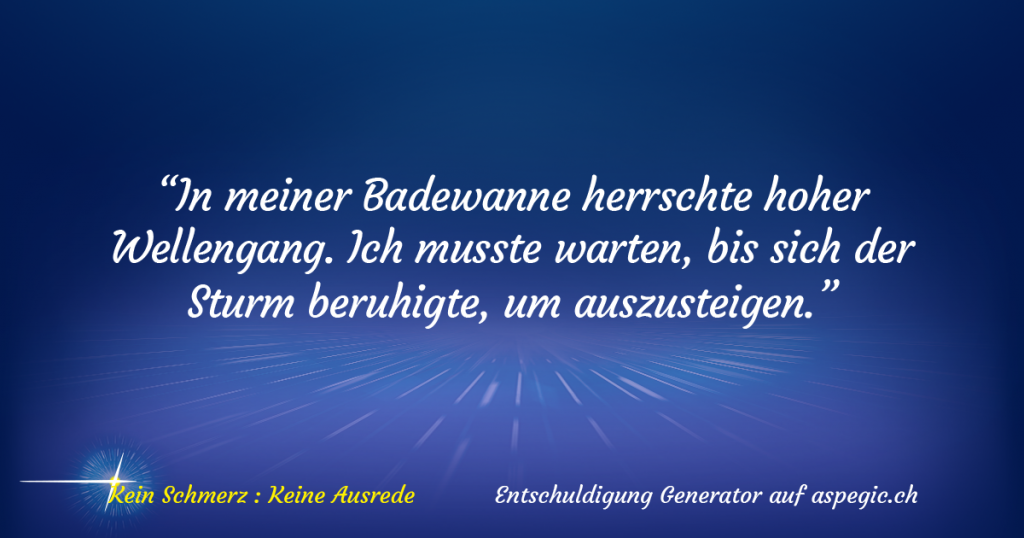 “In meiner Badewanne herrschte hoher
Wellengang. Ich musste warten, bis sich der
Sturm beruhigte, um auszusteigen.”
Kein Schmerz : Keine Ausrede
Entschuldigung Generator auf aspegic.ch